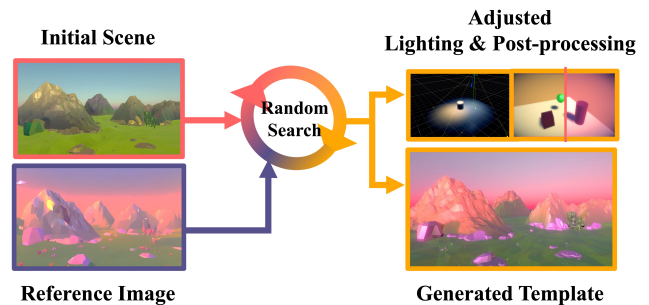 Initial Scene
Adjusted
Lighting & Post-processing
Random
Search
Reference Image
Generated Template